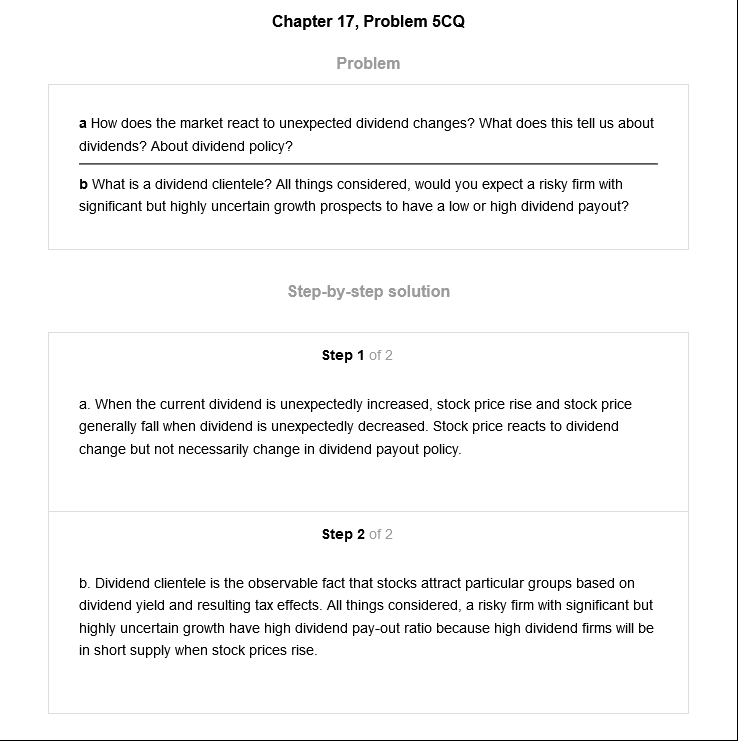 Chapter 17, Problem 5CQ
Problem
a How does the market react to unexpected dividend changes? What does this tell us about
dividends? About dividend policy?
b What is a dividend clientele? All things considered, would you expect a risky firm with
significant but highly uncertain growth prospects to have a low or high dividend payout?
Step-by-step solution
Step 1 of 2
a. When the current dividend is unexpectedly increased, stock price rise and stock price
generally fall when dividend is unexpectedly decreased. Stock price reacts to dividend
change but not necessarily change in dividend payout policy.
Step 2 of 2
b. Dividend clientele is the observable fact that stocks attract particular groups based on
dividend yield and resulting tax effects. All things considered, a risky firm with significant but
highly uncertain growth have high dividend pay-out ratio because high dividend firms will be
in short supply when stock prices rise.